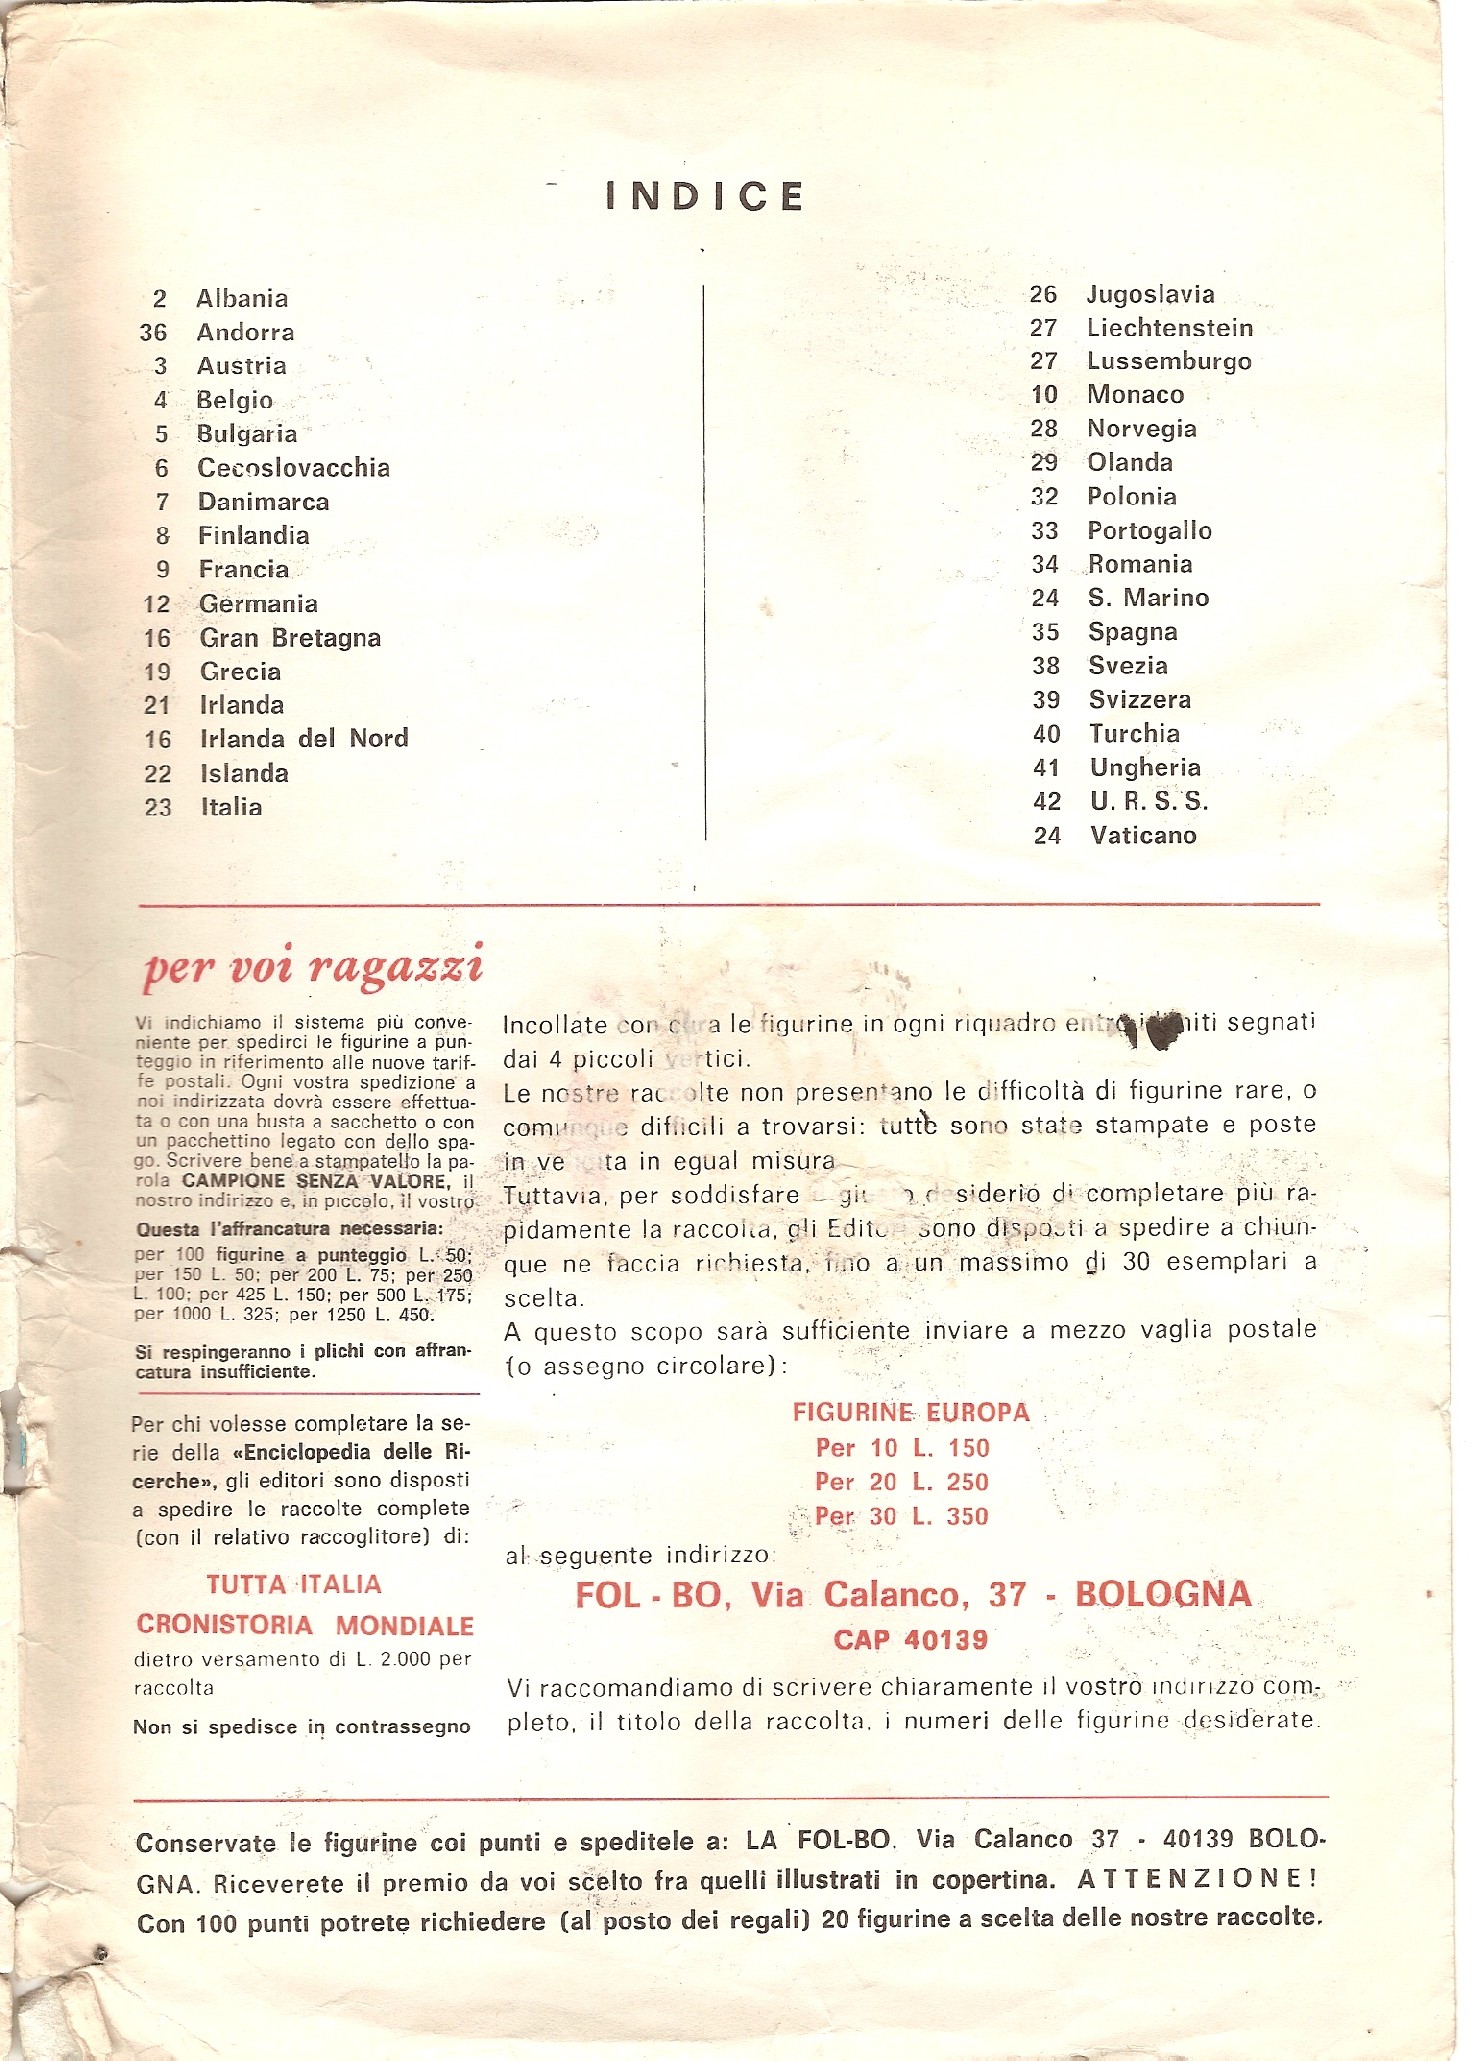 INDICE
2 Albania
36 Andorra
3 Austria
4 Belgio
5 Bulgaria
6 Cecoslovacchia
7 Danimarca
8 Finlandia
9 Francia
12 Germania
16 Gran Bretagna
19 Grecia
21 Irlanda
16 Irlanda del Nord
22 Islanda
23 Italia
26 Jugoslavia
27 Liechtenstein
27 Lussemburgo
10 Monaco
28 Norvegia
29 Olanda
32 Polonia
33 Portogallo
34 Romania
24 S. Marino
35 Spagna
38 Svezia
39 Svizzera
40 Turchia
41 Ungheria
42 U. R. S. S.
24 Vaticano
per voi ragazzi
Vi indichiamo il sistema più conve-
niente per spedirci le figurine a pun-
teggio in riferimento alle nuove tarif-
fe postali. Ogni vostra spedizione a
noi indirizzata dovrà essere effettua-
ta o con una busta a sacchetto o con
un pacchettino legato con dello spa-
go. Scrivere bene a stampatello la pa-
rola CAMPIONE SENZA VALORE, il
nostro indirizzo e, in piccolo, il vostro.
Questa l'affrancatura necessaria:
per 100 figurine a punteggio L. 50;
per 150 L. 50; per 200 L. 75; per 250
L. 100; per 425 L. 150; per 500 L. 175;
per 1000 L. 325; per 1250 L. 450.
Si respingeranno i plichi con affran-
catura insufficiente.
Per chi volesse completare la se-
rie della «Enciclopedia delle Ri-
cerche», gli editori sono disposti
a spedire le raccolte complete
(con il relativo raccoglitore) di:
TUTTA ITALIA
CRONISTORIA MONDIALE
dietro versamento di L. 2.000 per
raccolta
Non si spedisce in contrassegno
Incollate con cura le figurine in ogni riquadro entro i limiti segnati
dai 4 piccoli vertici.
Le nostre raccolte non presentano le difficoltà di figurine rare, o
comunque difficili a trovarsi: tutte sono state stampate e poste
in vendita in egual misura
Tuttavia, per soddisfare il giusto desiderio di completare più ra-
pidamente la raccolta, gli Editori sono disposti a spedire a chiun-
que ne faccia richiesta, fino a un massimo di 30 esemplari a
scelta.
A questo scopo sarà sufficiente inviare a mezzo vaglia postale
(o assegno circolare):
FIGURINE EUROPA
Per 10 L. 150
Per 20 L. 250
Per 30 L. 350
al seguente indirizzo:
FOL - BO, Via Calanco, 37 - BOLOGNA
CAP 40139
Vi raccomandiamo di scrivere chiaramente il vostro indirizzo com-
pleto, il titolo della raccolta, i numeri delle figurine desiderate.
Conservate le figurine coi punti e speditele a: LA FOL-BO. Via Calanco 37 - 40139 BOLO-
GNA. Riceverete il premio da voi scelto fra quelli illustrati in copertina. ATTENZIONE!
Con 100 punti potrete richiedere (al posto dei regali) 20 figurine a scelta delle nostre raccolte.